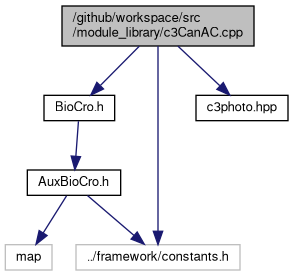 /github/workspace/src
/module_library/c3CanAC.cpp
BioCro.h
c3photo.hpp
AuxBioCro.h
map
../framework/constants.h